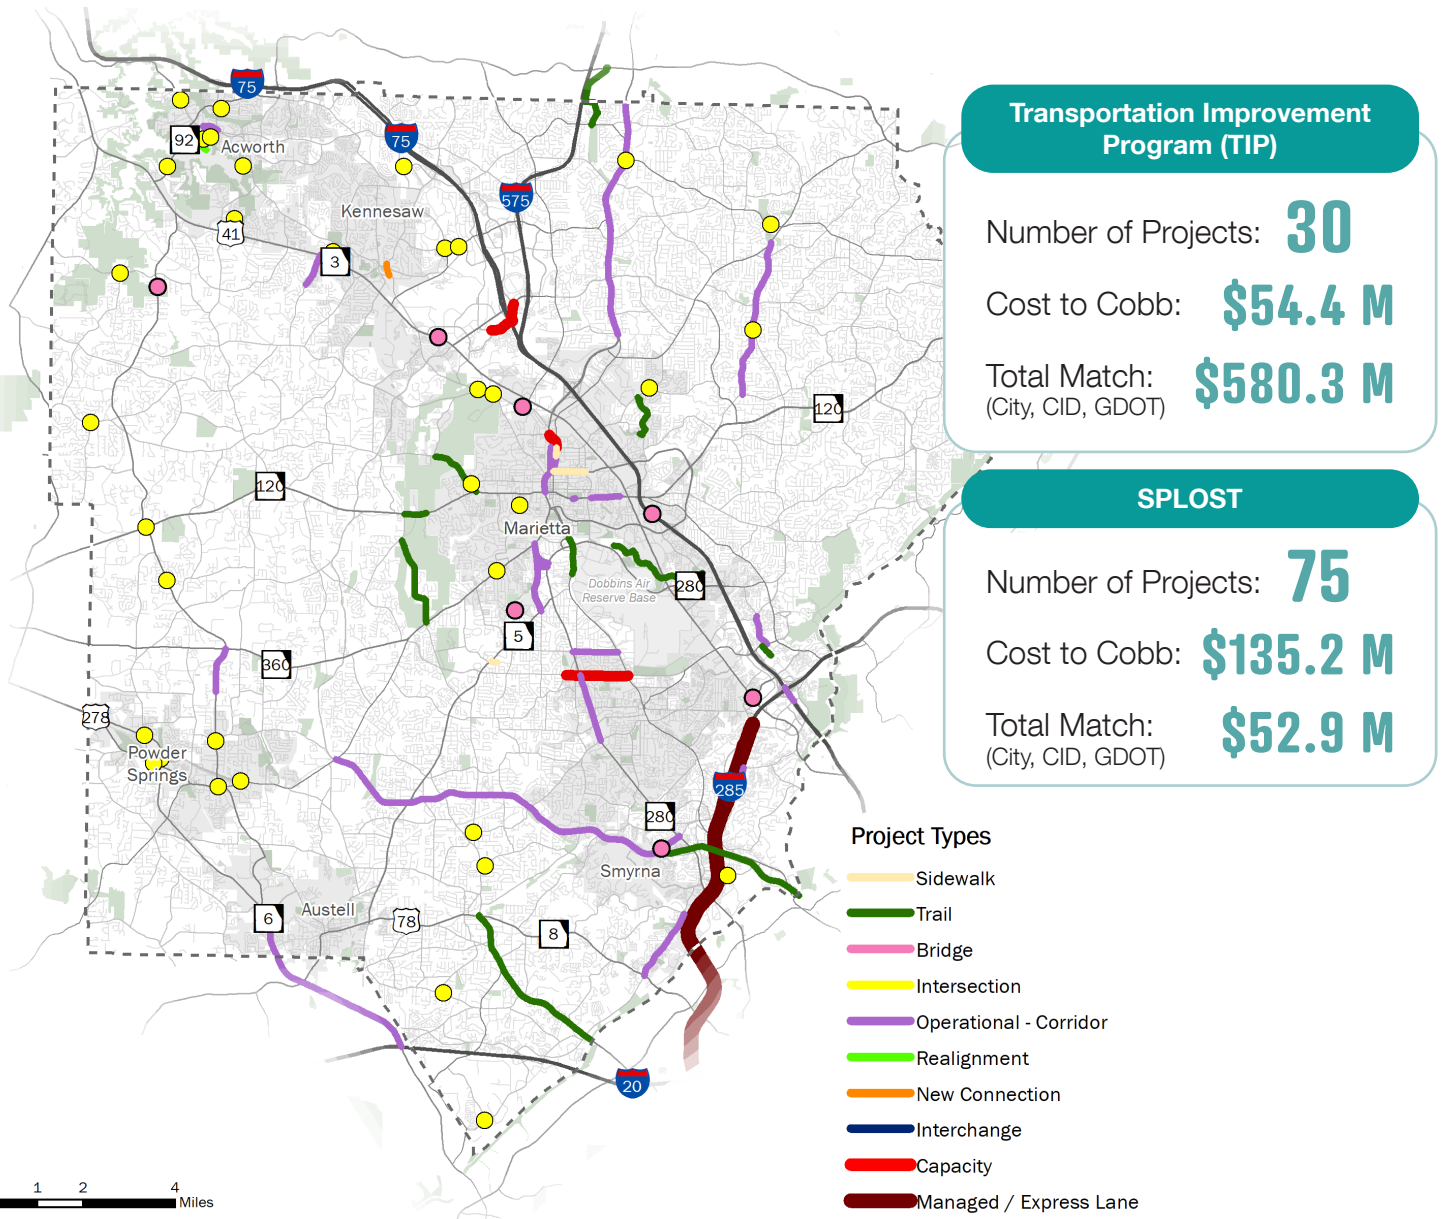 75
92
Acworth
75
575
Kennesaw
41
3
120
120
Marietta
Dobbins Air
Reserve Base
280
5
360
278
Powder
Springs
285
280
Smyrna
Austell
6
78
8
20
1 2 4
Miles
Transportation Improvement
Program (TIP)
Number of Projects: 30
Cost to Cobb: $54.4 M
Total Match: $580.3 M
(City, CID, GDOT)
SPLOST
Number of Projects: 75
Cost to Cobb: $135.2 M
Total Match: $52.9 M
(City, CID, GDOT)
Project Types
Sidewalk
Trail
Bridge
Intersection
Operational - Corridor
Realignment
New Connection
Interchange
Capacity
Managed / Express Lane